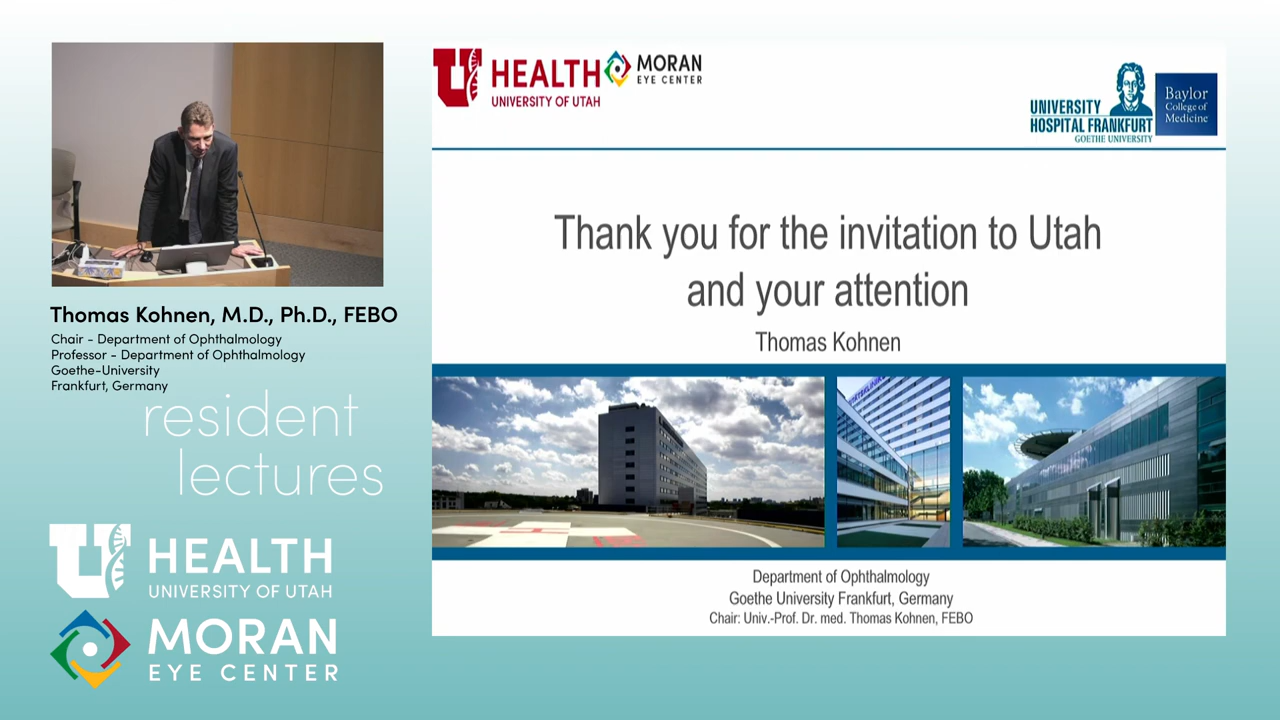 Thomas Kohnen, M.D., Ph.D., FEBO
Chair - Department of Ophthalmology
Professor - Department of Ophthalmology
Goethe-University
Frankfurt, Germany
resident
lectures
U HEALTH
UNIVERSITY OF UTAH
MORAN
EYE CENTER
U HEALTH
UNIVERSITY OF UTAH
MORAN
EYE CENTER
UNIVERSITY
HOSPITAL FRANKFURT
GOETHE UNIVERSITY
Baylor
College of
Medicine
Thank you for the invitation to Utah
and your attention
Thomas Kohnen
Department of Ophthalmology
Goethe University Frankfurt, Germany
Chair: Univ.-Prof. Dr. med. Thomas Kohnen, FEBO